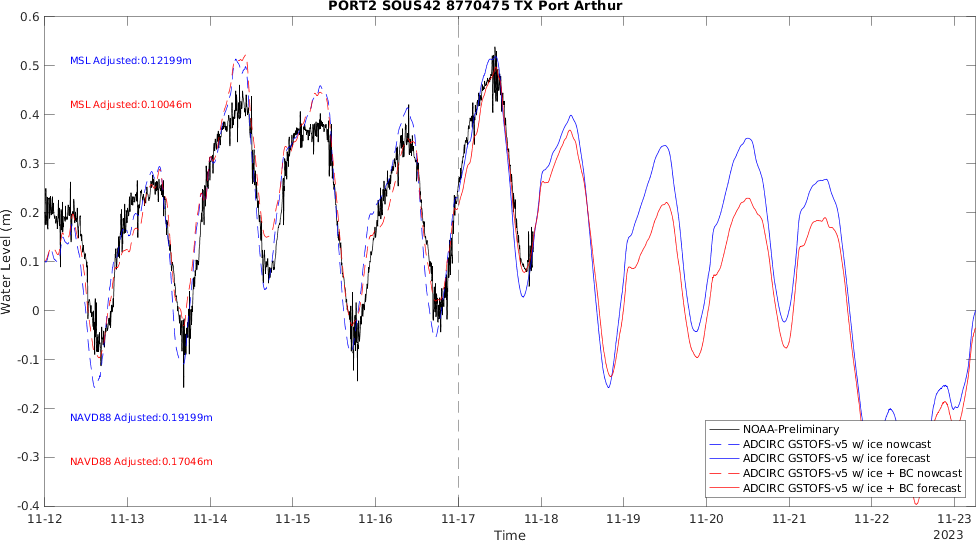 PORT2 SOUS42 8770475 TX Port Arthur
0.6
0.5
0.4
0.3
0.2
0.1
0
-0.1
-0.2
-0.3
-0.4
Water Level (m)
MSL Adjusted:0.12199m
MSL Adjusted:0.10046m
NAVD88 Adjusted:0.19199m
NAVD88 Adjusted:0.17046m
NOAA-Preliminary
ADCIRC GSTOFS-v5 w/ ice nowcast
ADCIRC GSTOFS-v5 w/ ice forecast
ADCIRC GSTOFS-v5 w/ ice + BC nowcast
ADCIRC GSTOFS-v5 w/ ice + BC forecast
11-12 11-13 11-14 11-15 11-16 11-17 11-18 11-19 11-20 11-21 11-22 11-23
Time
2023